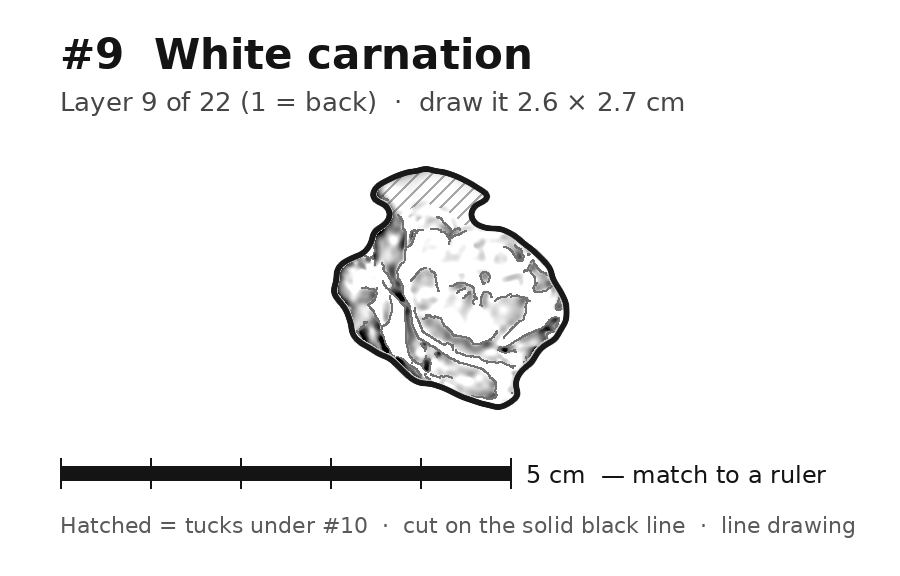 #9 White carnation
Layer 9 of 22 (1 = back) · draw it 2.6 × 2.7 cm
5 cm — match to a ruler
Hatched = tucks under #10 · cut on the solid black line · line drawing